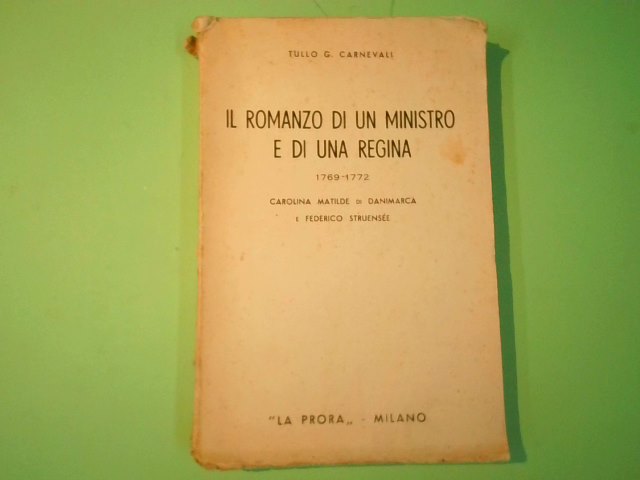 TULLO G. CARNEVALI
IL ROMANZO DI UN MINISTRO
E DI UNA REGINA
1769-1772
CAROLINA MATILDE DI DANIMARCA
E FEDERICO STRUENSÉE
"LA PRORA„ - MILANO